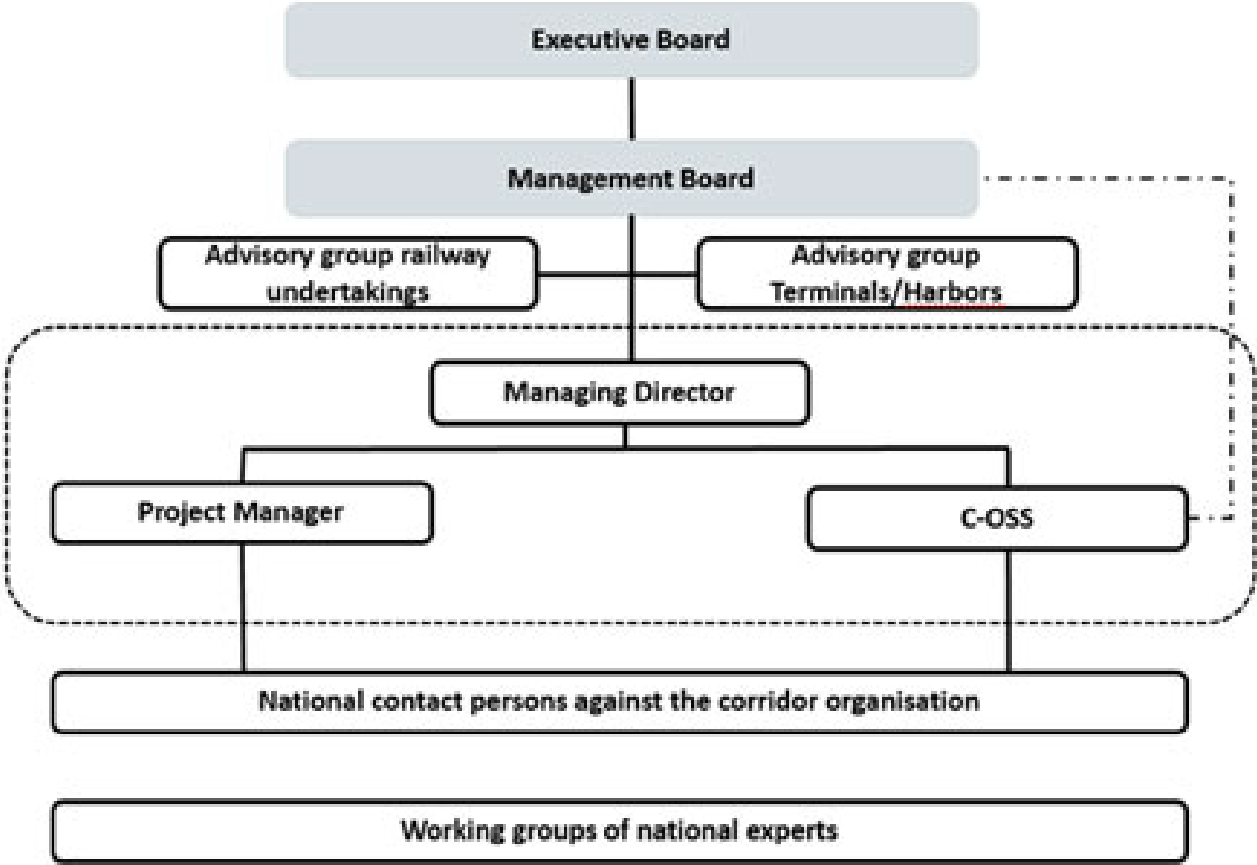 Executive Board
Management Board
Advisory group railway
undertakings
Advisory group
Terminals/Harbors
Managing Director
Project Manager
C-OSS
National contact persons against the corridor organisation
Working groups of national experts